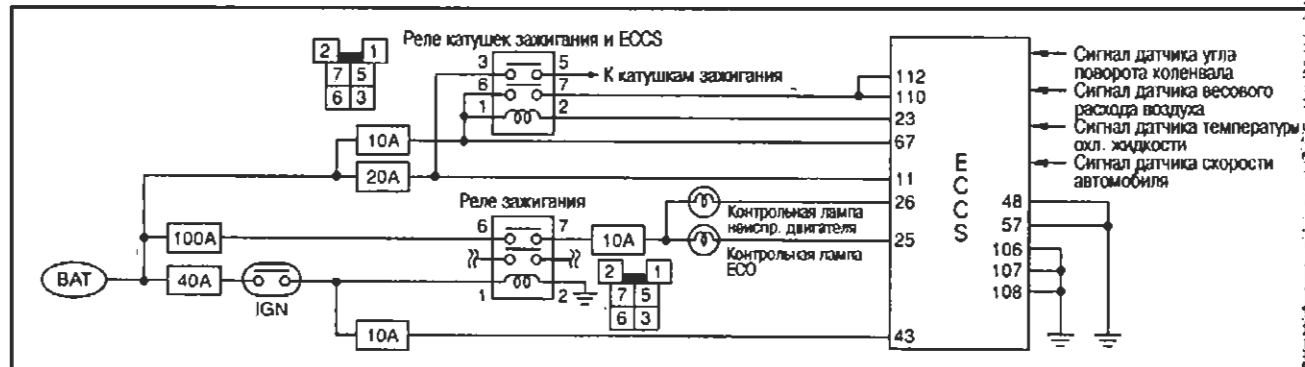 Реле катушек зажигания и ECCS
2 1
7 5
6 3
3 5
К катушкам зажигания
6 7
1 2
112
110
23
67
11
26
25
43
10A
20A
Реле зажигания
100A
6 7
10A
Контрольная лампа
неиспр. двигателя
Контрольная лампа
ECO
BAT
40A
IGN
1 2
2 1
7 5
6 3
10A
E
C
C
S
48
57
106
107
108
Сигнал датчика угла
поворота коленвала
Сигнал датчика весового
расхода воздуха
Сигнал датчика температуры
охл. жидкости
Сигнал датчика скорости
автомобиля